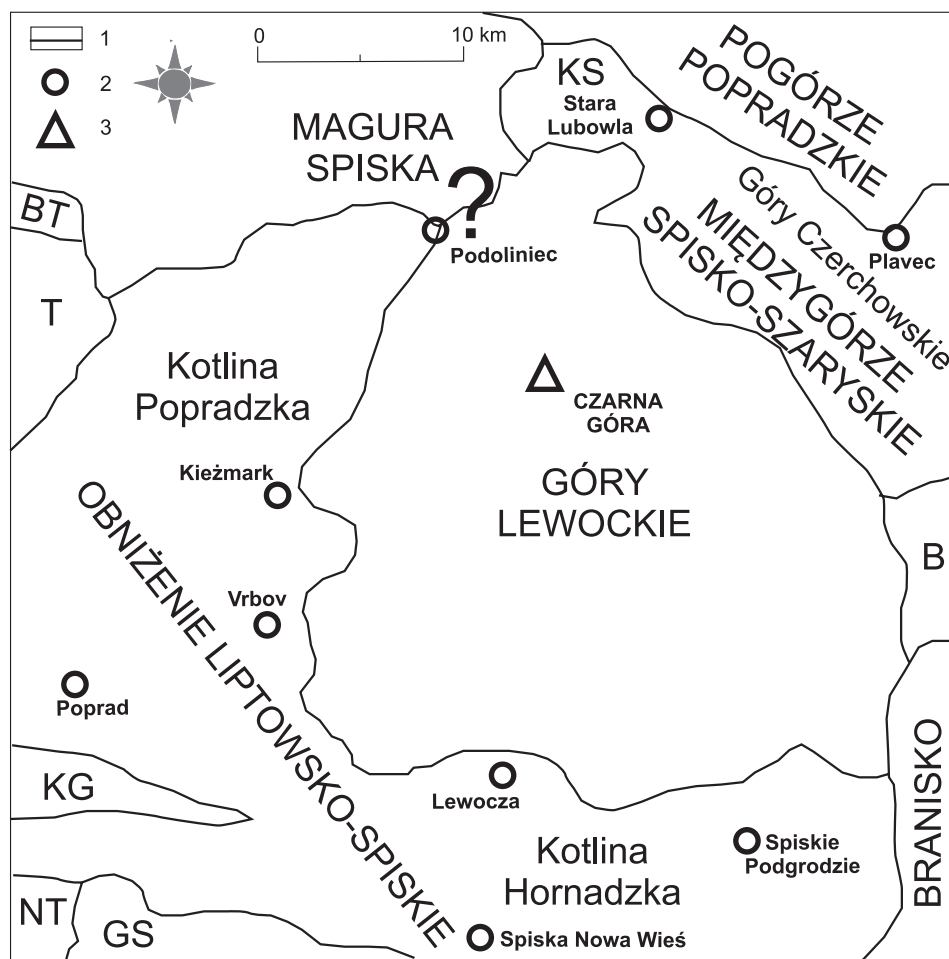 1
2
3
0
10 km
KS
Stara
Lubowla
POGÓRZE
POPRADZKIE
MAGURA
SPISKA
?
BT
Podoliniec
Góry Czerchowskie
MIĘDZYGÓRZE
SPISKO-SZARYSKIE
Plavec
T
Kotlina
Popradzka
CZARNA
GÓRA
Kieżmark
GÓRY
LEWOCKIE
OBNIŻENIE LIPTOWSKO-SPISKIE
B
Vrbov
Poprad
KG
Lewocza
BRANISKO
Kotlina
Hornadzka
Spiskie
Podgrodzie
NT
GS
Spiska Nowa Wieś